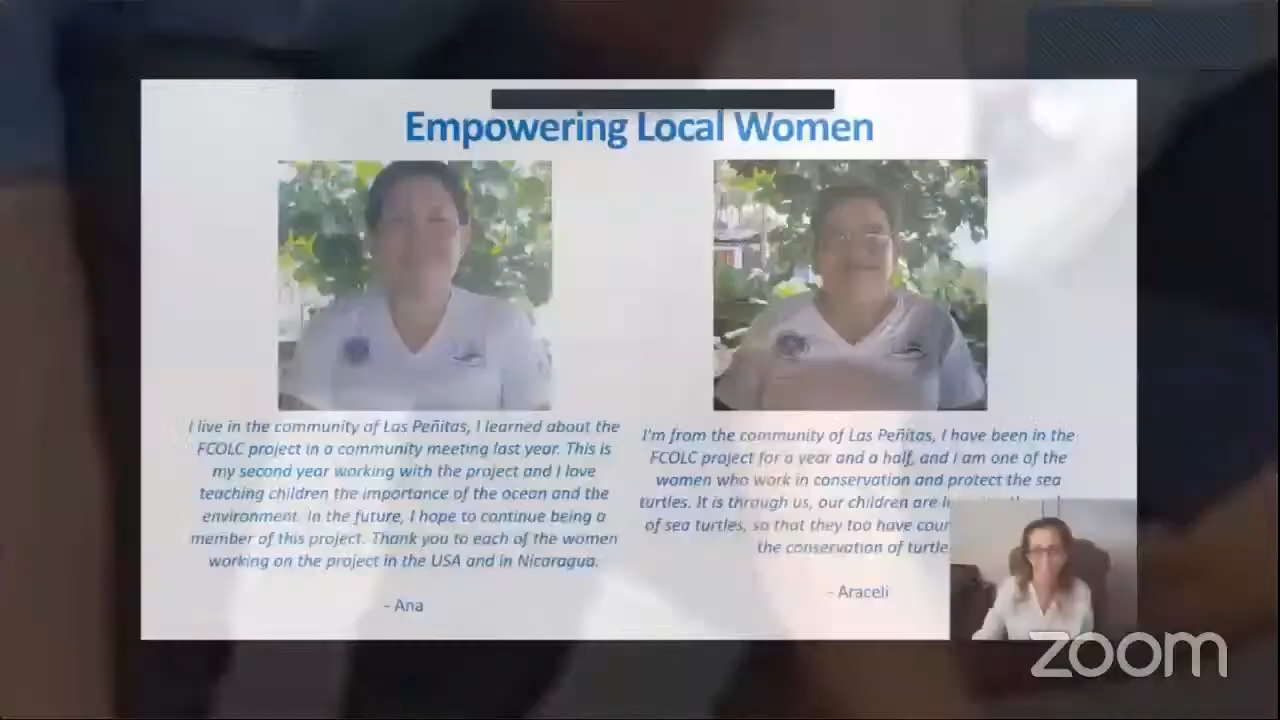 Empowering Local Women
I live in the community of Las Peñitas, I learned about the
FCOLC project in a community meeting last year. This is
my second year working with the project and I love
teaching children the importance of the ocean and the
environment. In the future, I hope to continue being a
member of this project. Thank you to each of the women
working on the project in the USA and in Nicaragua.
- Ana
I'm from the community of Las Peñitas, I have been in the
FCOLC project for a year and a half, and I am one of the
women who work in conservation and protect the sea
turtles. It is through us, our children are
of sea turtles, so that they too have
the conservation of
- Araceli
zoom